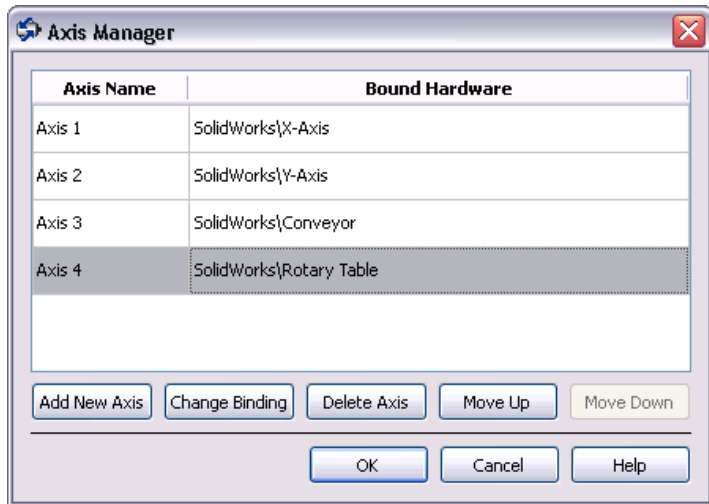 Axis Manager
Axis Name Bound Hardware
Axis 1 SolidWorks\X-Axis
Axis 2 SolidWorks\Y-Axis
Axis 3 SolidWorks\Conveyor
Axis 4 SolidWorks\Rotary Table
Add New Axis Change Binding Delete Axis Move Up Move Down
OK Cancel Help